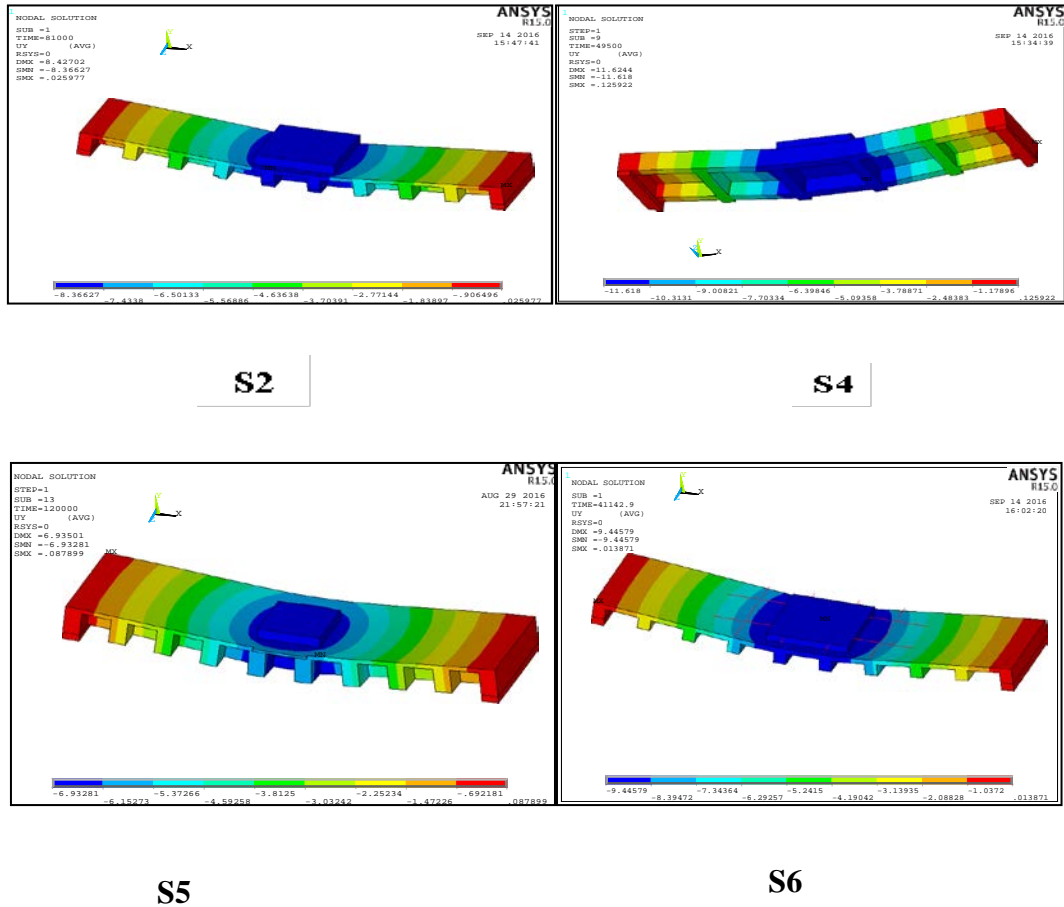 1
NODAL SOLUTION
SUB =1
TIME=81000
UY (AVG)
RSYS=0
DMX =8.42702
SMN =-8.36627
SMX =.025977
ANSYS
R15.0
SEP 14 2016
15:47:41
Y
X
MX
-8.36627 -6.50133 -4.63638 -2.77144 -.906496
-7.4338 -5.56886 -3.70391 -1.83897 .025977
S2
1
NODAL SOLUTION
STEP=1
SUB =9
TIME=49500
UY (AVG)
RSYS=0
DMX =11.6244
SMN =-11.618
SMX =.125922
ANSYS
R15.0
SEP 14 2016
15:34:39
MX
Y
Z
X
-11.618 -9.00821 -6.39846 -3.78871 -1.17896
-10.3131 -7.70334 -5.09358 -2.48383 .125922
S4
NODAL SOLUTION
STEP=1
SUB =13
TIME=120000
UY (AVG)
RSYS=0
DMX =6.93501
SMN =-6.93281
SMX =.087899
ANSYS
R15.0
AUG 29 2016
21:57:21
Y
X
MX
MN
-6.93281 -5.37266 -3.8125 -2.25234 -.692181
-6.15273 -4.59258 -3.03242 -1.47226 .087899
S5
1
NODAL SOLUTION
SUB =1
TIME=41142.9
UY (AVG)
RSYS=0
DMX =9.44579
SMN =-9.44579
SMX =.013871
ANSYS
R15.0
SEP 14 2016
16:02:20
Y
X
MX
MN
-9.44579 -7.34364 -5.2415 -3.13935 -1.0372
-8.39472 -6.29257 -4.19042 -2.08828 .013871
S6